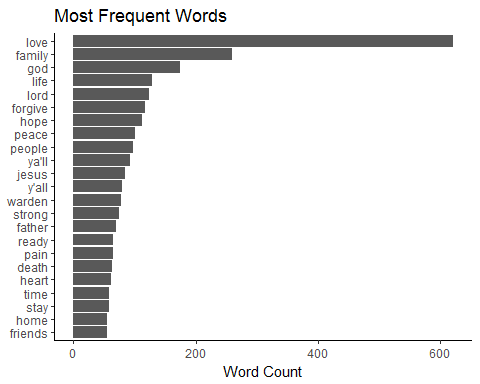 Most Frequent Words
love
family
god
life
lord
forgive
hope
peace
people
ya'll
jesus
y'all
warden
strong
father
ready
pain
death
heart
time
stay
home
friends
0 200 400 600
Word Count